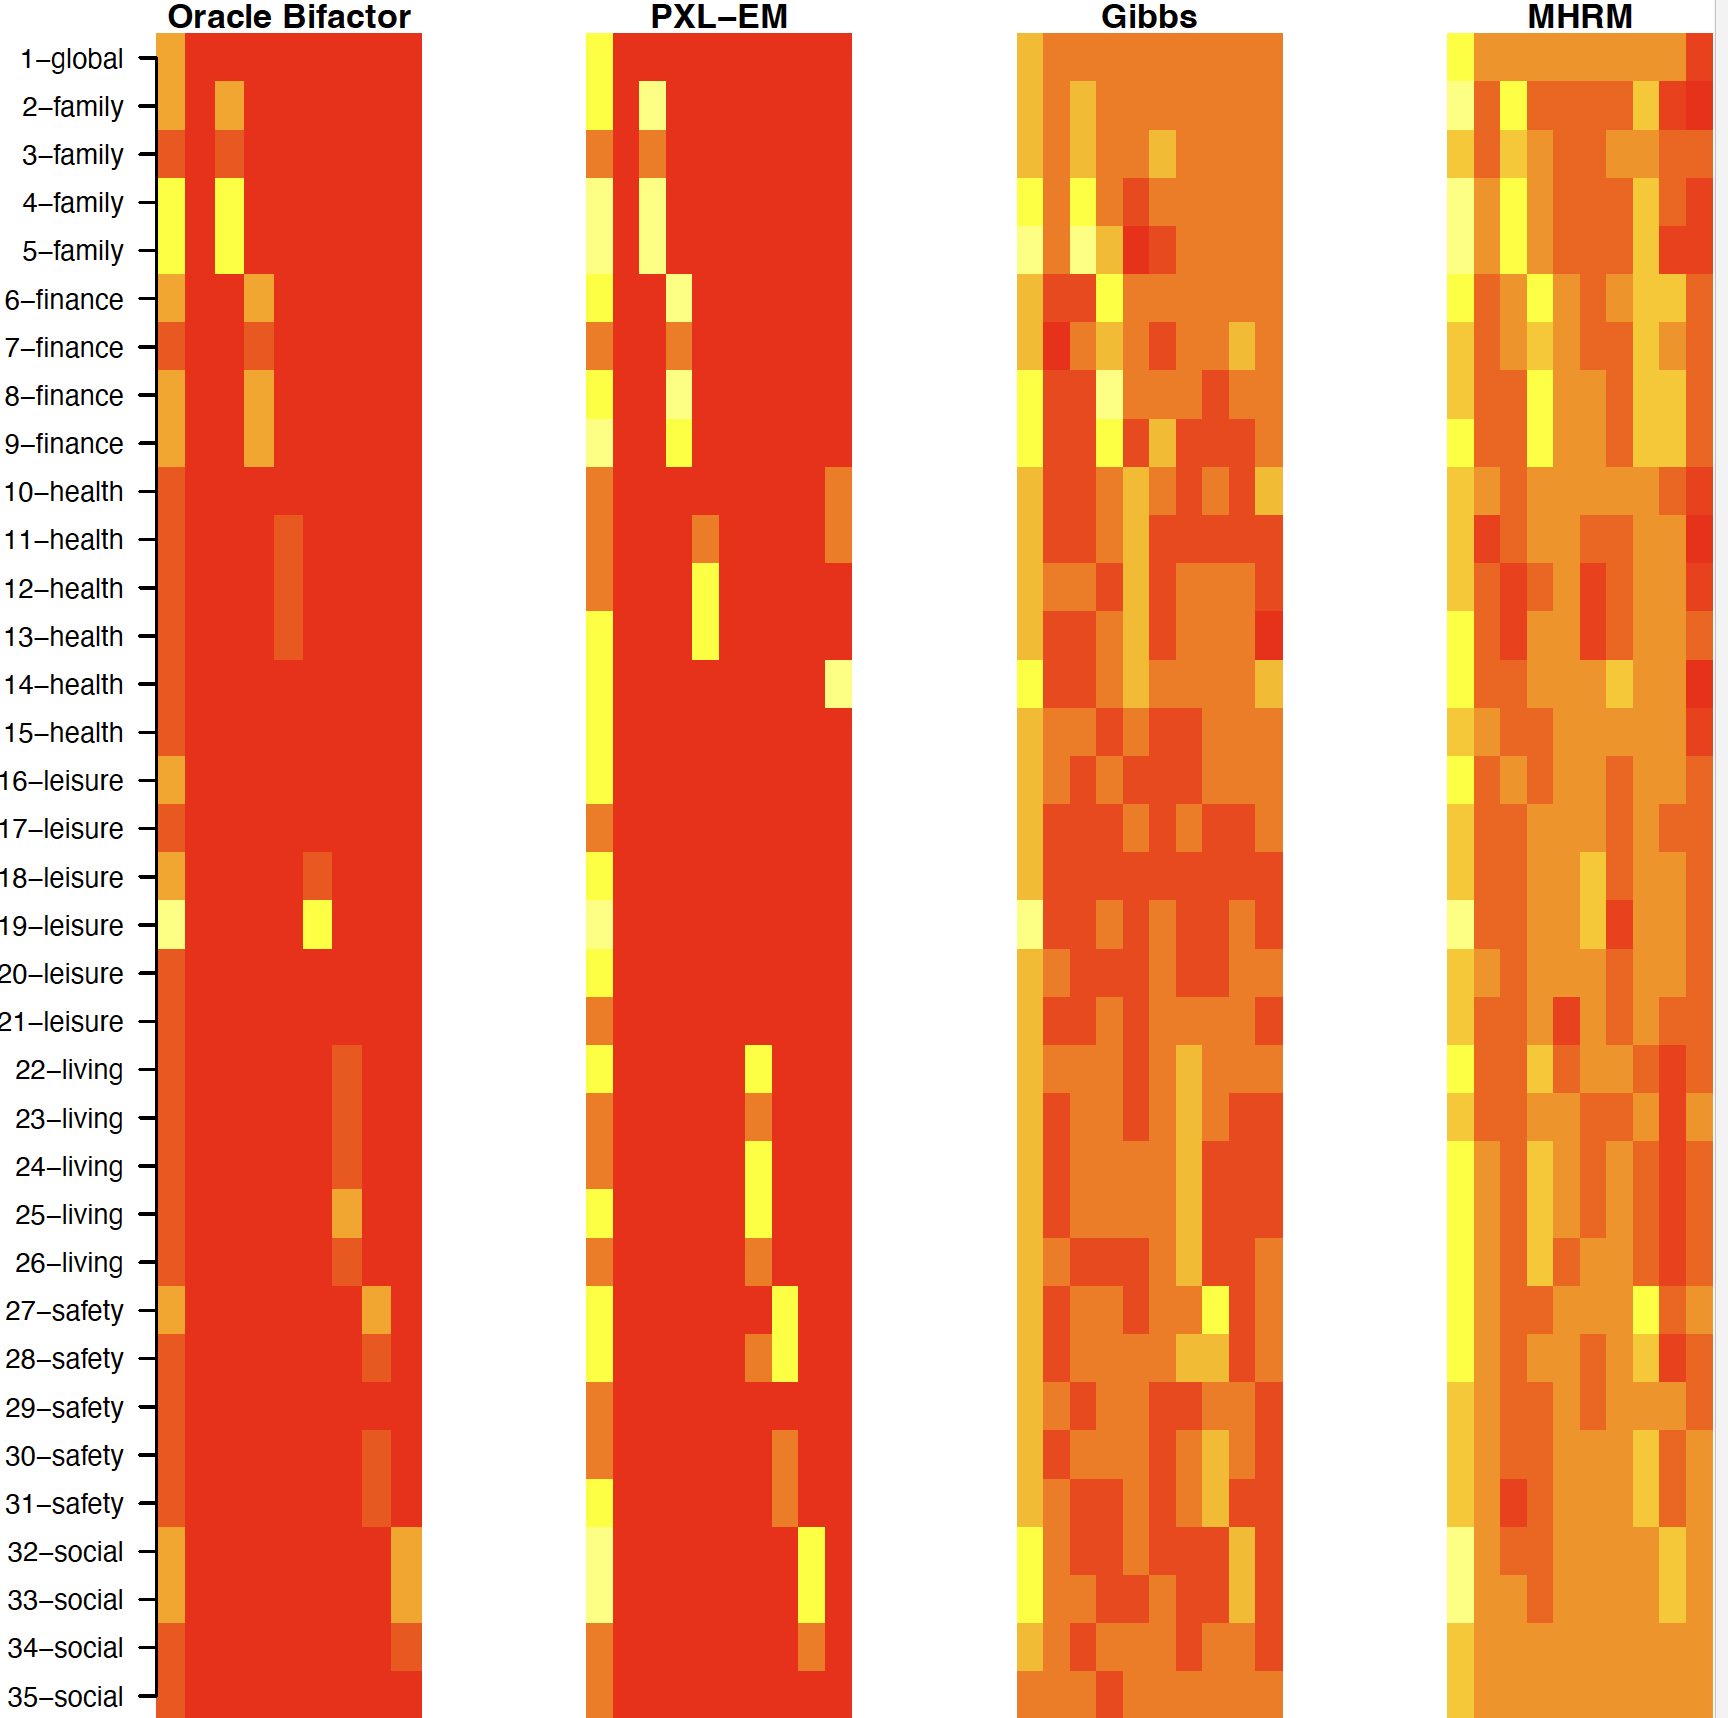 Oracle Bifactor
PXL−EM
Gibbs
MHRM
1−global
2−family
3−family
4−family
5−family
6−finance
7−finance
8−finance
9−finance
10−health
11−health
12−health
13−health
14−health
15−health
16−leisure
17−leisure
18−leisure
19−leisure
20−leisure
21−leisure
22−living
23−living
24−living
25−living
26−living
27−safety
28−safety
29−safety
30−safety
31−safety
32−social
33−social
34−social
35−social